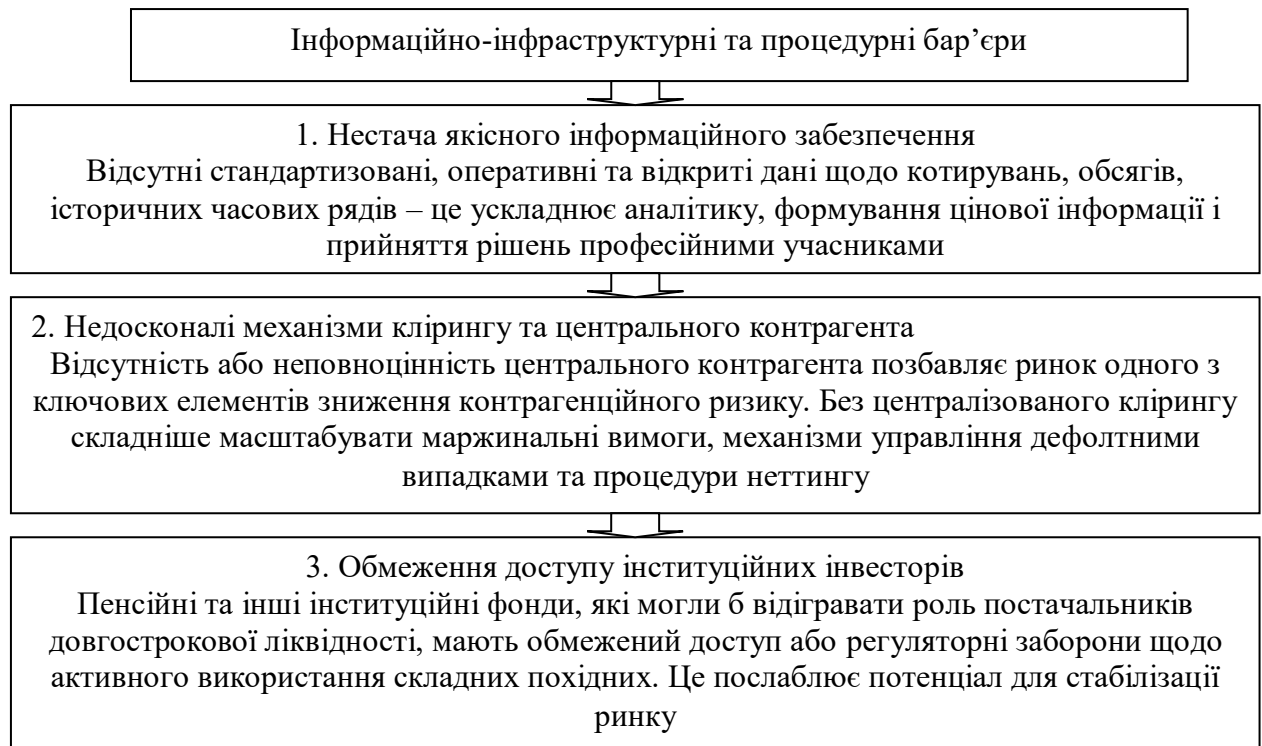 Інформаційно-інфраструктурні та процедурні бар’єри
1. Нестача якісного інформаційного забезпечення
Відсутні стандартизовані, оперативні та відкриті дані щодо котирувань, обсягів,
історичних часових рядів – це ускладнює аналітику, формування цінової інформації і
прийняття рішень професійними учасниками
2. Недосконалі механізми клірингу та центрального контрагента
Відсутність або неповноцінність центрального контрагента позбавляє ринок одного з
ключових елементів зниження контрагенційного ризику. Без централізованого клірингу
складніше масштабувати маржинальні вимоги, механізми управління дефолтними
випадками та процедури неттингу
3. Обмеження доступу інституційних інвесторів
Пенсійні та інші інституційні фонди, які могли б відігравати роль постачальників
довгострокової ліквідності, мають обмежений доступ або регуляторні заборони щодо
активного використання складних похідних. Це послаблює потенціал для стабілізації
ринку